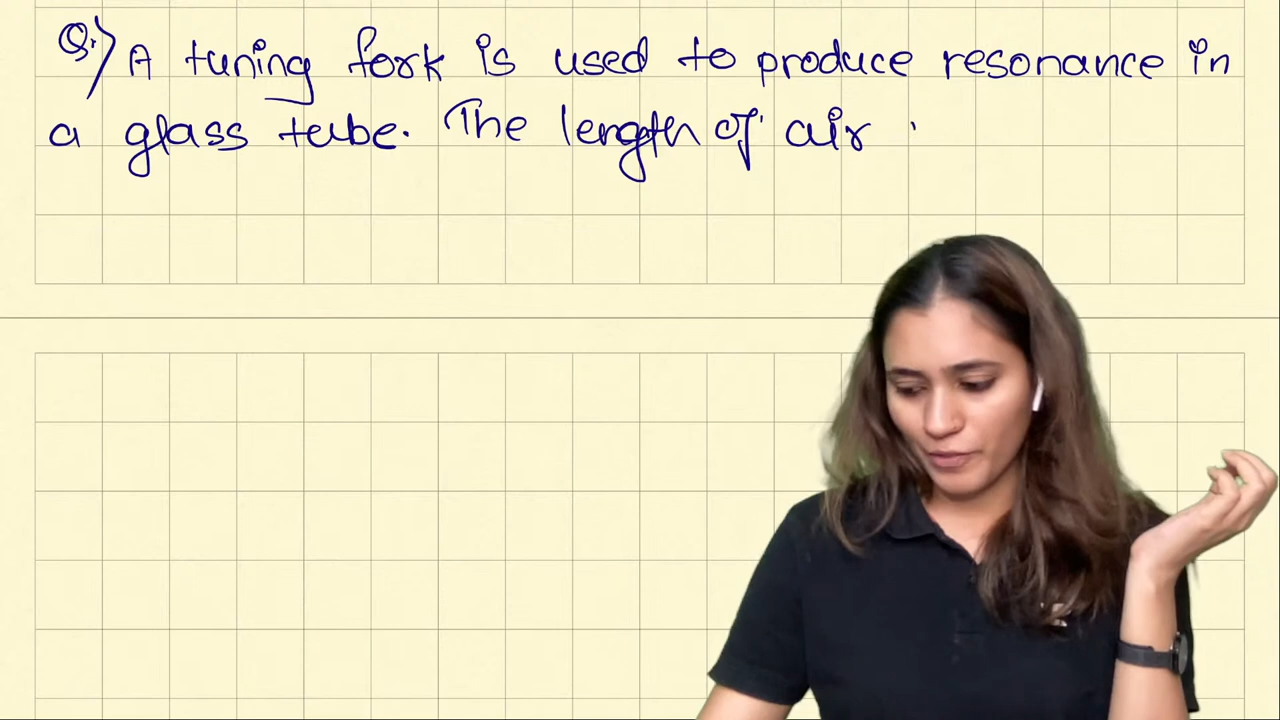 Q.) A tuning fork is used to produce resonance in
a glass tube. The length of air